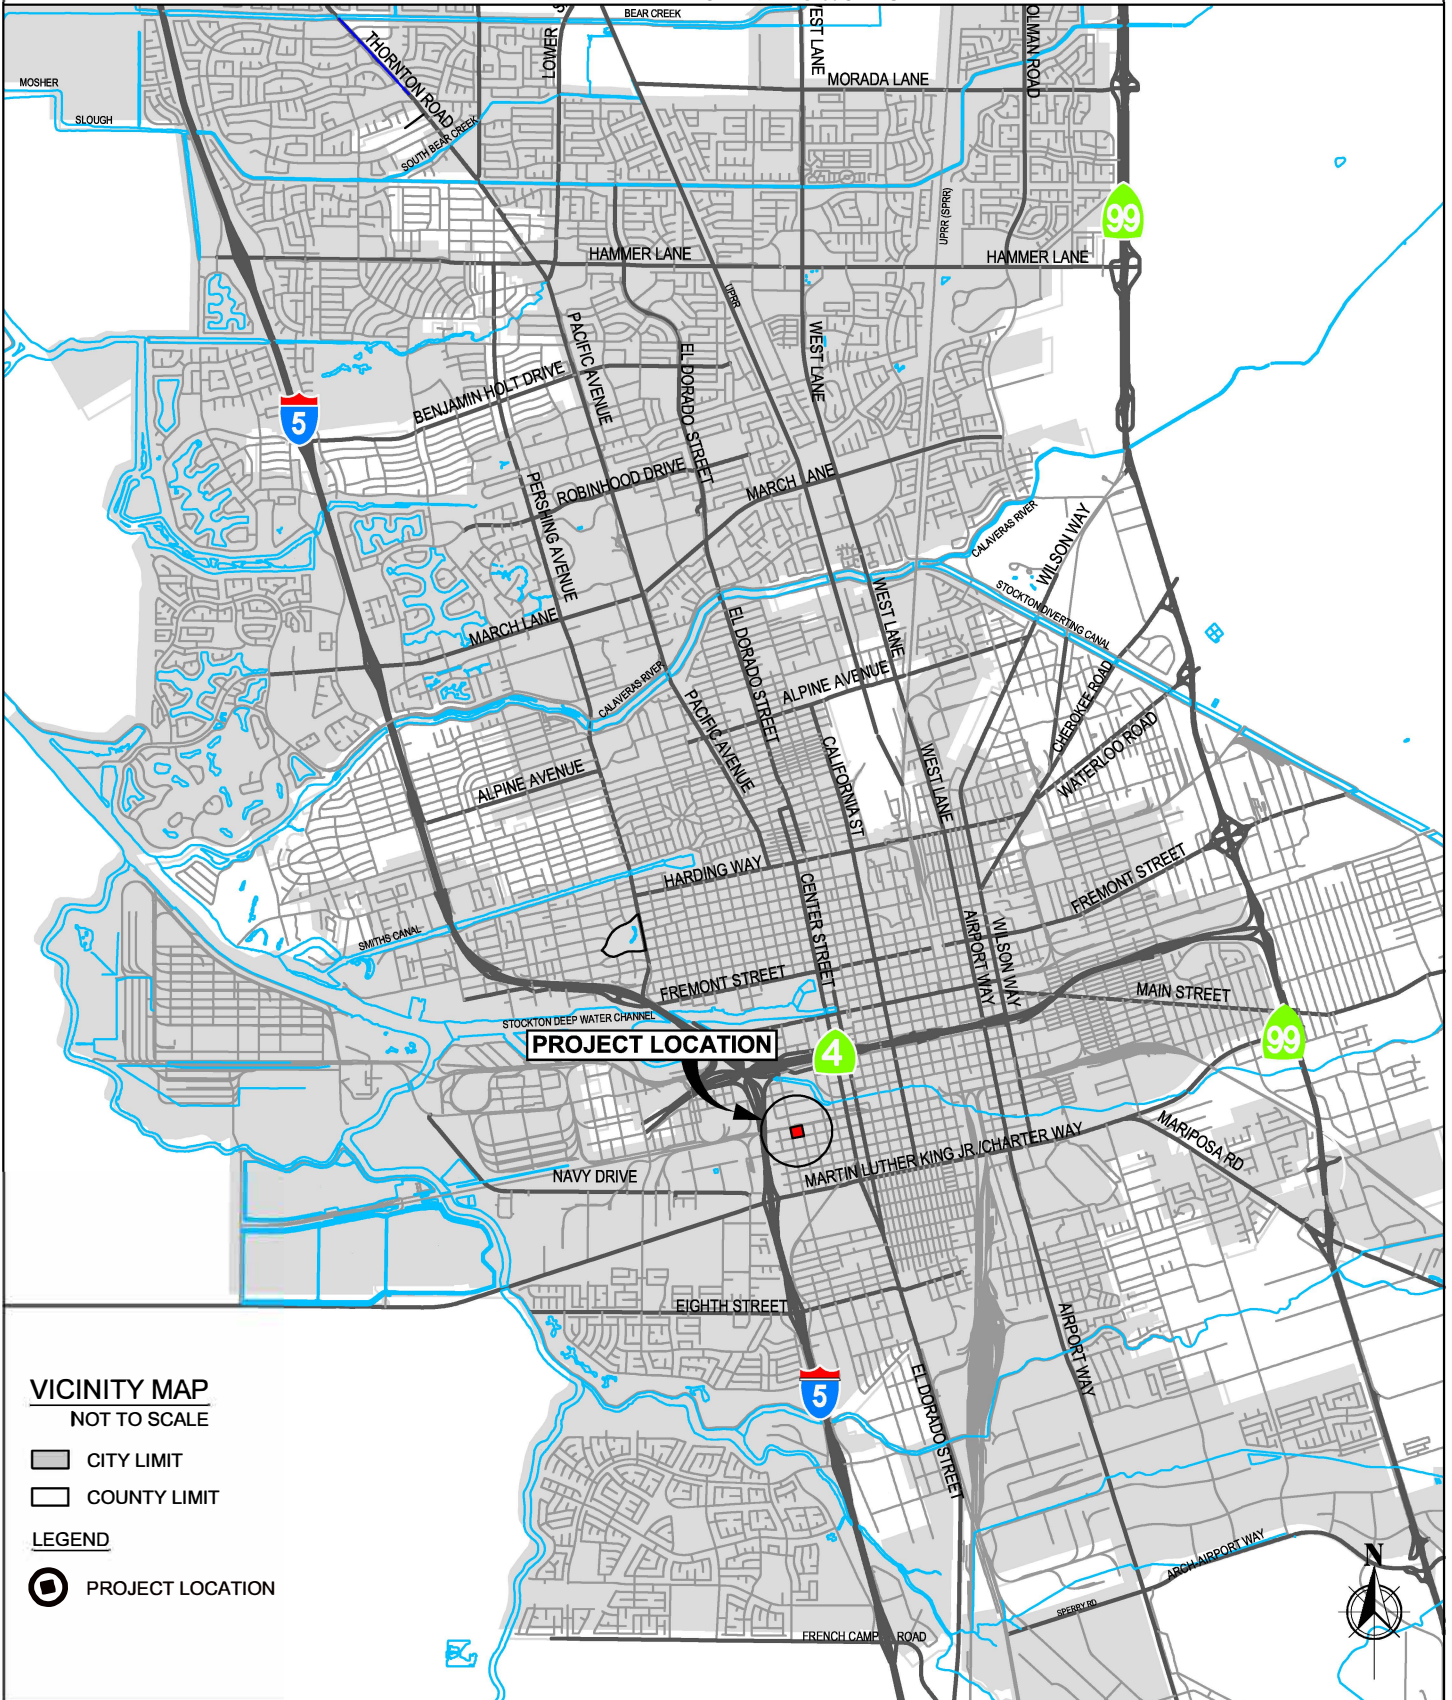 BEAR CREEK
THORNTON ROAD
LOWER
WEST LANE
OLMAN ROAD
MORADA LANE
MOSHER
SLOUGH
SOUTH BEAR CREEK
UPRR (SPRR)
99
HAMMER LANE
HAMMER LANE
UPRR
PACIFIC AVENUE
WEST LANE
EL DORADO STREET
BENJAMIN HOLT DRIVE
5
ROBINHOOD DRIVE
MARCH LANE
PERSHING AVENUE
CALAVERAS RIVER
WILSON WAY
STOCKTON DIVERTING CANAL
WEST LANE
MARCH LANE
EL DORADO STREET
CALAVERAS RIVER
ALPINE AVENUE
CHEROKEE ROAD
PACIFIC AVENUE
WATERLOO ROAD
CALIFORNIA ST
WEST LANE
ALPINE AVENUE
HARDING WAY
FREMONT STREET
CENTER STREET
AIRPORT WAY
WILSON WAY
SMITHS CANAL
FREMONT STREET
MAIN STREET
STOCKTON DEEP WATER CHANNEL
PROJECT LOCATION
4
99
MARTIN LUTHER KING JR./CHARTER WAY
MARIPOSA RD
NAVY DRIVE
EIGHTH STREET
AIRPORT WAY
5
EL DORADO STREET
VICINITY MAP
NOT TO SCALE
CITY LIMIT
COUNTY LIMIT
LEGEND
PROJECT LOCATION
ARCH-AIRPORT WAY
N
SPERRY RD
FRENCH CAMP ROAD